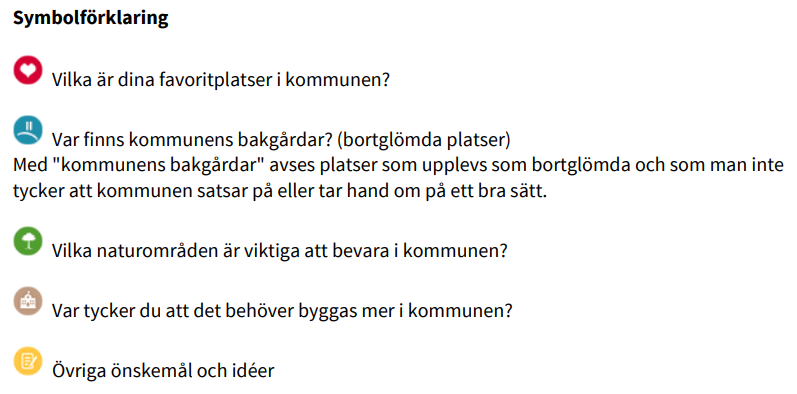 Symbolförklaring
Vilka är dina favoritplatser i kommunen?
Var finns kommunens bakgårdar? (bortglömda platser)
Med "kommunens bakgårdar" avses platser som upplevs som bortglömda och som man inte
tycker att kommunen satsar på eller tar hand om på ett bra sätt.
Vilka naturområden är viktiga att bevara i kommunen?
Var tycker du att det behöver byggas mer i kommunen?
Övriga önskemål och idéer